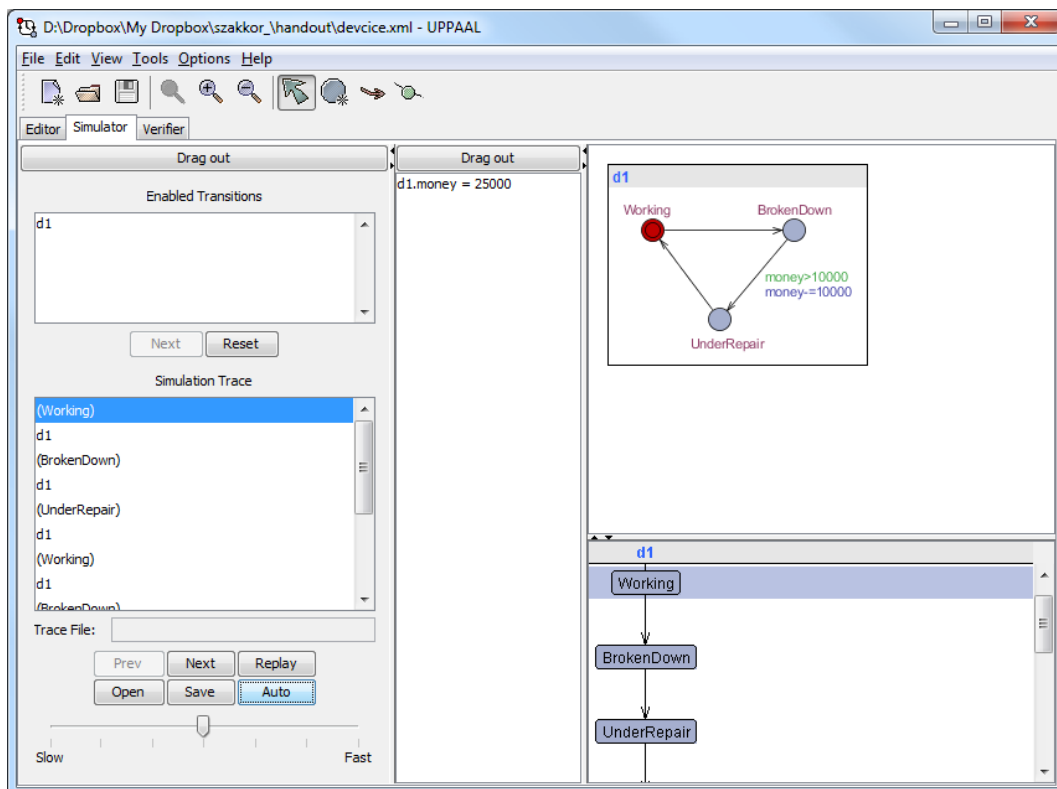 D:\Dropbox\My Dropbox\szakkor_\handout\devcice.xml - UPPAAL
File Edit View Tools Options Help
Editor Simulator Verifier
Drag out
Enabled Transitions
d1
Next Reset
Simulation Trace
(Working)
d1
(BrokenDown)
d1
(UnderRepair)
d1
(Working)
d1
(BrokenDown)
Trace File:
Prev Next Replay
Open Save Auto
Slow Fast
Drag out
d1.money = 25000
d1
Working BrokenDown
money>10000
money-=10000
UnderRepair
d1
Working
BrokenDown
UnderRepair